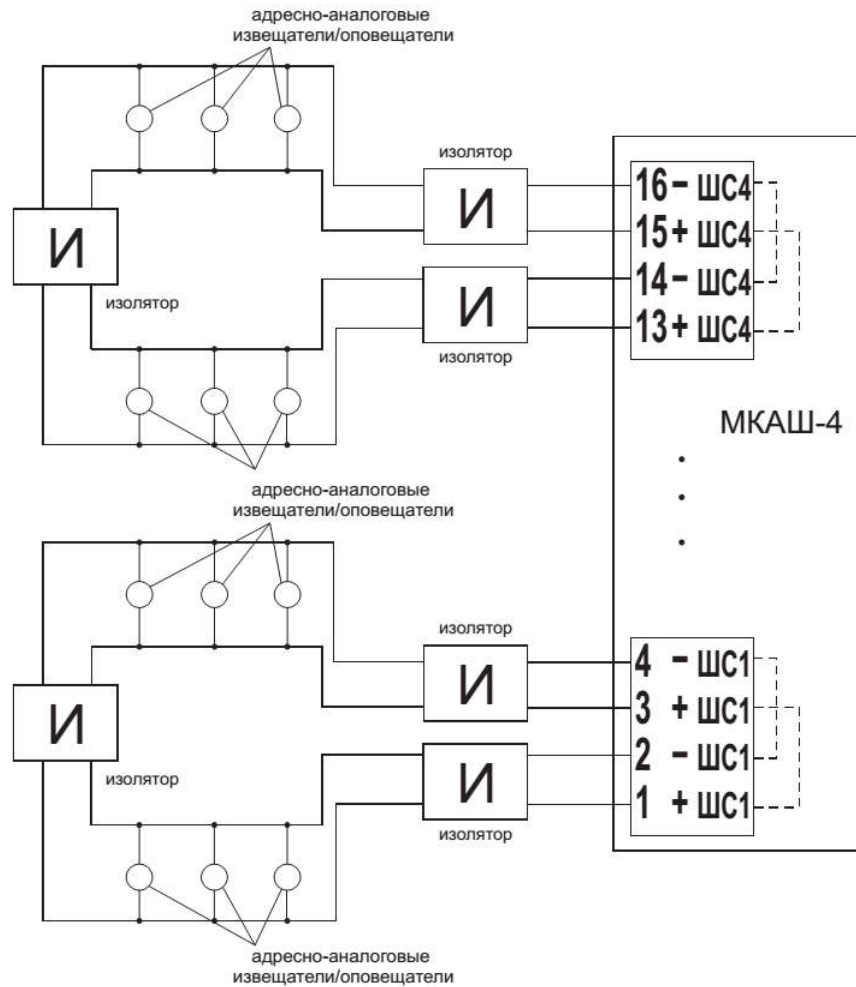 адресно-аналоговые
извещатели/оповещатели
изолятор
И
16 - ШС4
15 + ШС4
14 - ШС4
13 + ШС4
И
И
изолятор
изолятор
МКАШ-4
адресно-аналоговые
извещатели/оповещатели
изолятор
И
4 - ШС1
3 + ШС1
2 - ШС1
1 + ШС1
И
И
изолятор
изолятор
адресно-аналоговые
извещатели/оповещатели